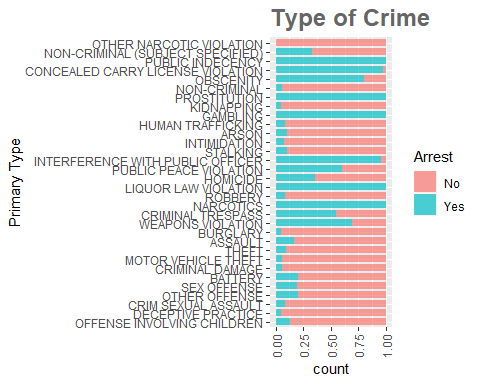 Type of Crime
OTHER NARCOTIC VIOLATION
NON-CRIMINAL (SUBJECT SPECIFIED)
PUBLIC INDECENCY
CONCEALED CARRY LICENSE VIOLATION
OBSCENITY
NON-CRIMINAL
PROSTITUTION
KIDNAPPING
GAMBLING
HUMAN TRAFFICKING
ARSON
INTIMIDATION
STALKING
INTERFERENCE WITH PUBLIC OFFICER
PUBLIC PEACE VIOLATION
HOMICIDE
LIQUOR LAW VIOLATION
ROBBERY
NARCOTICS
CRIMINAL TRESPASS
WEAPONS VIOLATION
BURGLARY
ASSAULT
THEFT
MOTOR VEHICLE THEFT
CRIMINAL DAMAGE
BATTERY
SEX OFFENSE
OTHER OFFENSE
CRIM SEXUAL ASSAULT
DECEPTIVE PRACTICE
OFFENSE INVOLVING CHILDREN
Primary Type
0.00
0.25
0.50
0.75
1.00
count
Arrest
No
Yes